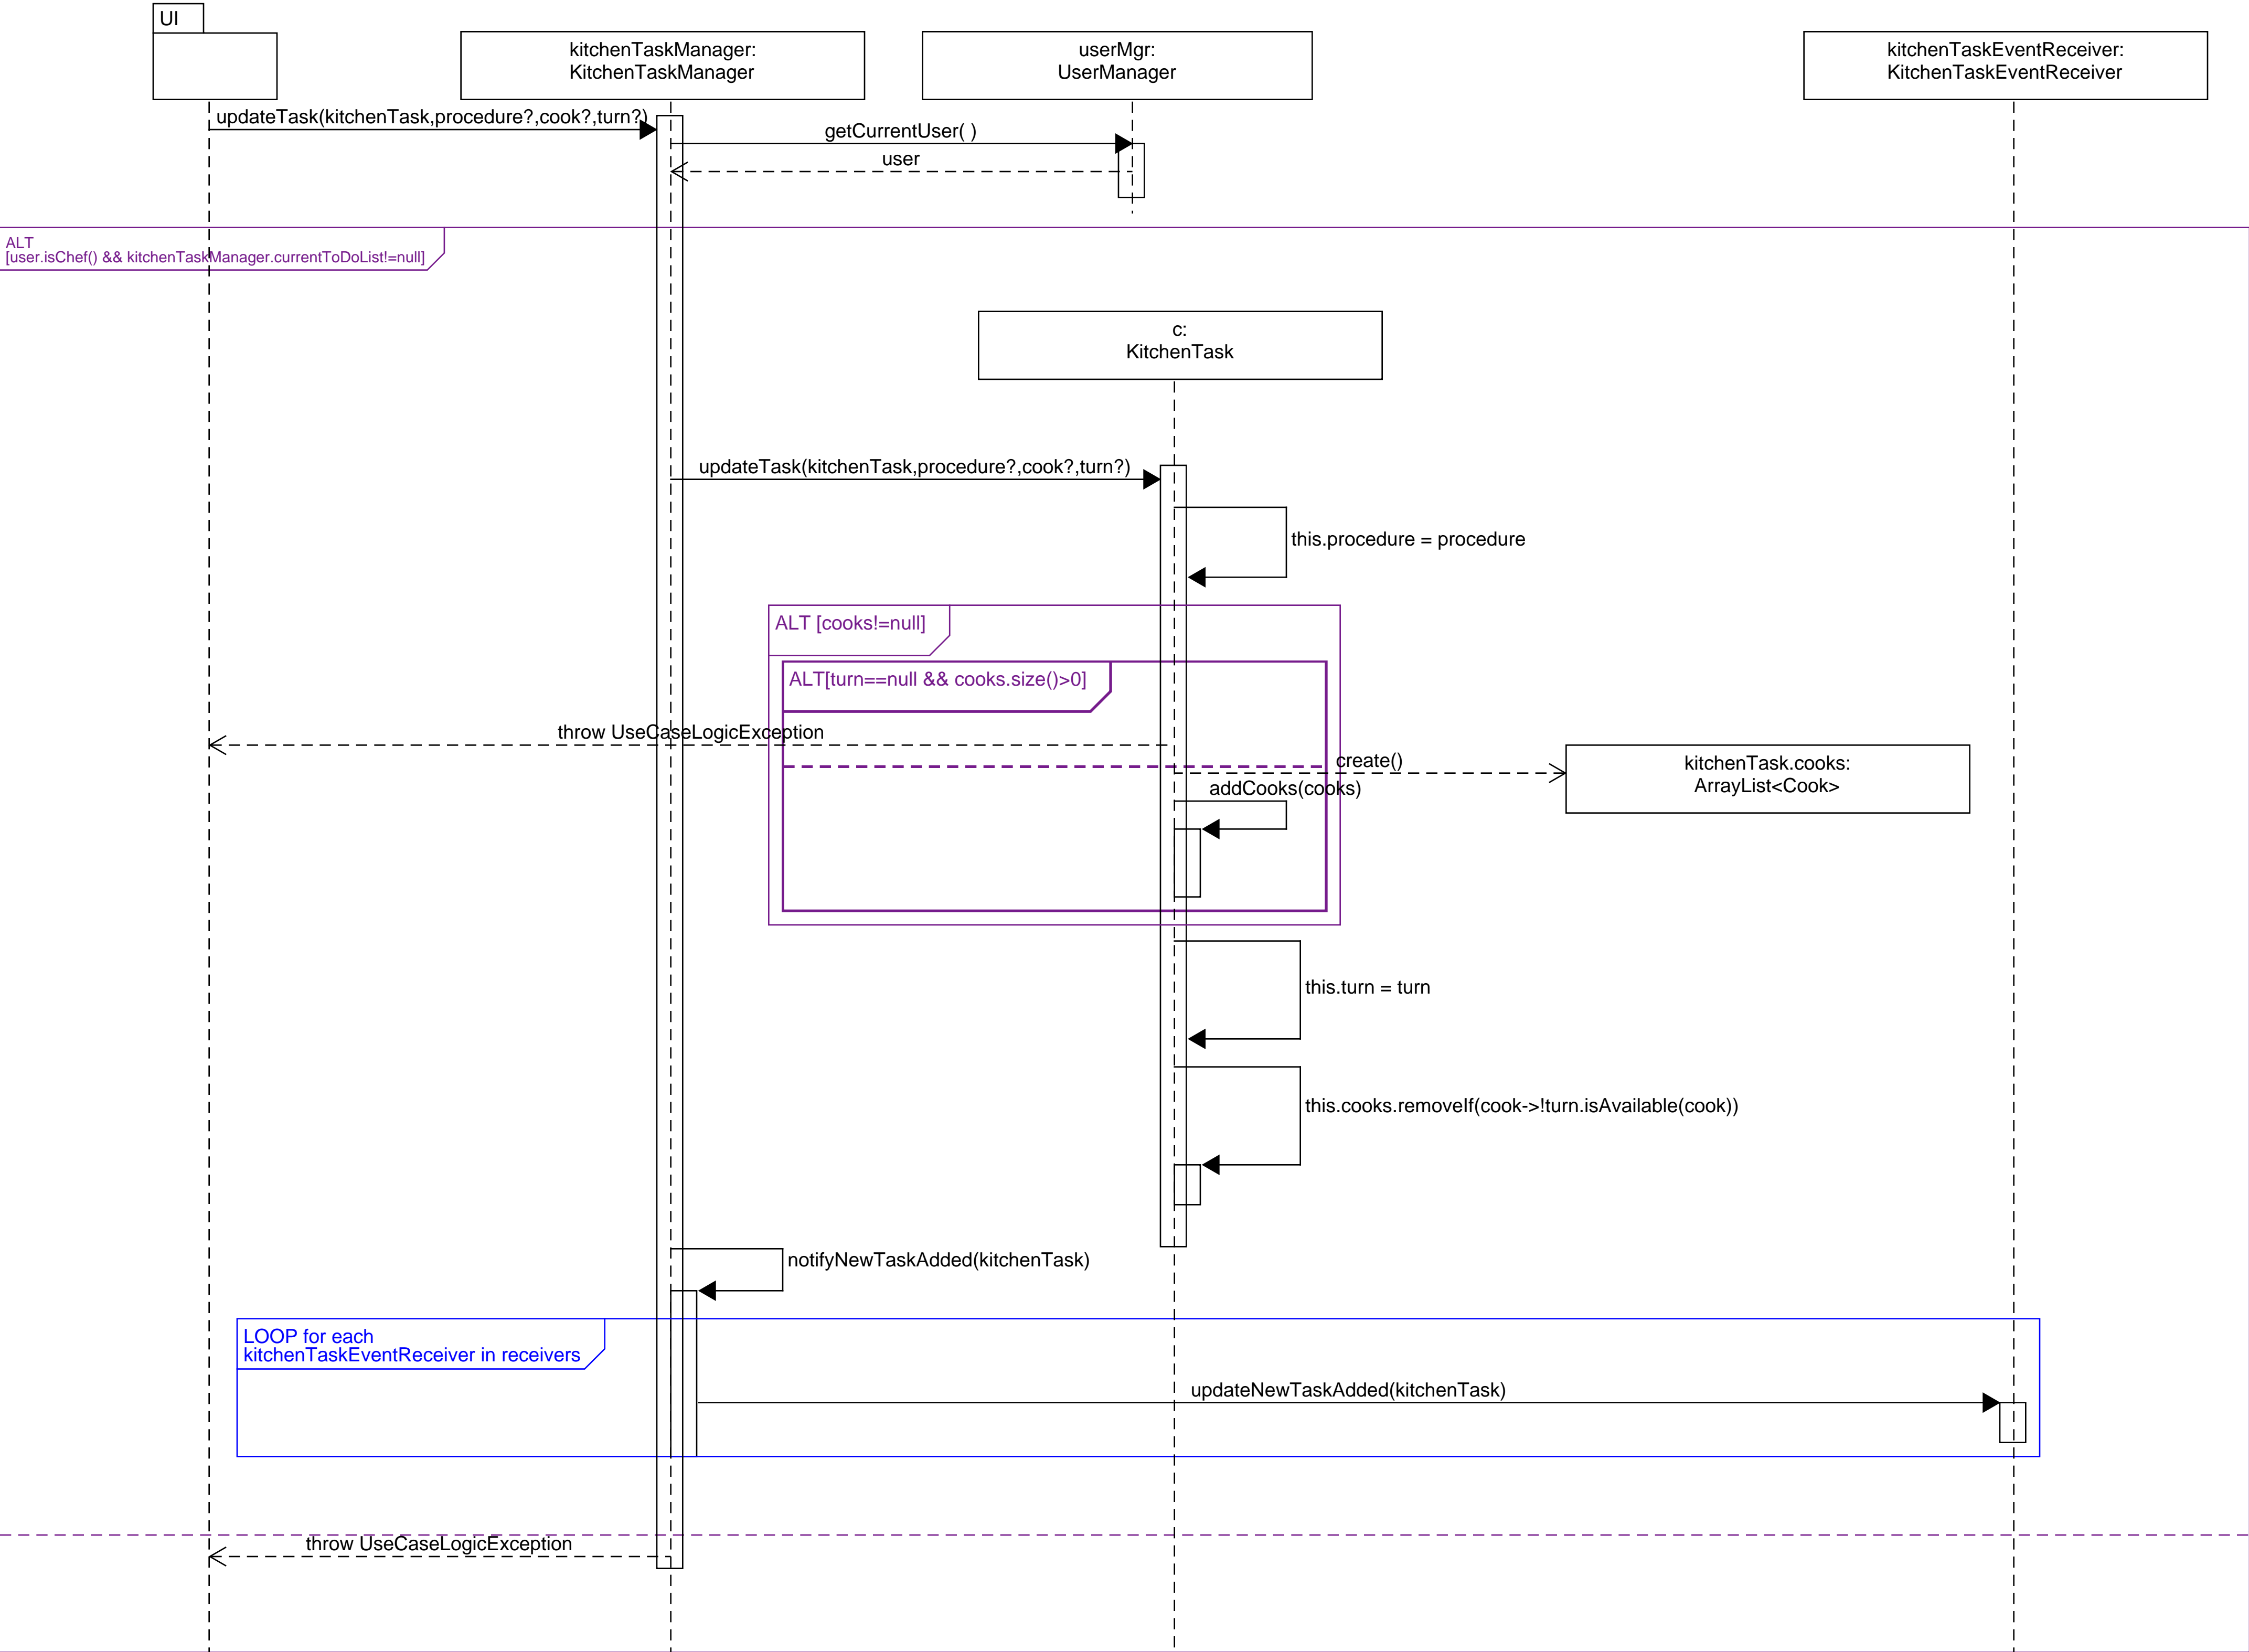 UI
kitchenTaskManager:
KitchenTaskManager
userMgr:
UserManager
kitchenTaskEventReceiver:
KitchenTaskEventReceiver
updateTask(kitchenTask,procedure?,cook?,turn?)
getCurrentUser( )
user
ALT
[user.isChef() && kitchenTaskManager.currentToDoList!=null]
c:
KitchenTask
updateTask(kitchenTask,procedure?,cook?,turn?)
this.procedure = procedure
ALT [cooks!=null]
ALT[turn==null && cooks.size()>0]
throw UseCaseLogicException
create()
kitchenTask.cooks:
ArrayList<Cook>
addCooks(cooks)
this.turn = turn
this.cooks.removeIf(cook->!turn.isAvailable(cook))
notifyNewTaskAdded(kitchenTask)
LOOP for each
kitchenTaskEventReceiver in receivers
updateNewTaskAdded(kitchenTask)
throw UseCaseLogicException